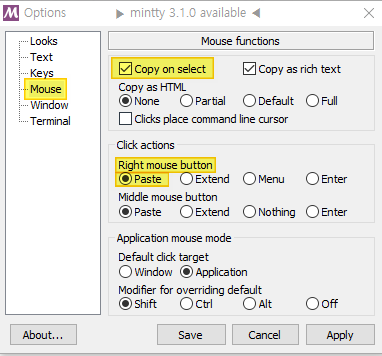 Options ► mintty 3.1.0 available ◄
Looks
Text
Keys
Mouse
Window
Terminal
Mouse functions
Copy on select Copy as rich text
Copy as HTML
None Partial Default Full
Clicks place command line cursor
Click actions
Right mouse button
Paste Extend Menu Enter
Middle mouse button
Paste Extend Nothing Enter
Application mouse mode
Default click target
Window Application
Modifier for overriding default
Shift Ctrl Alt Off
About... Save Cancel Apply